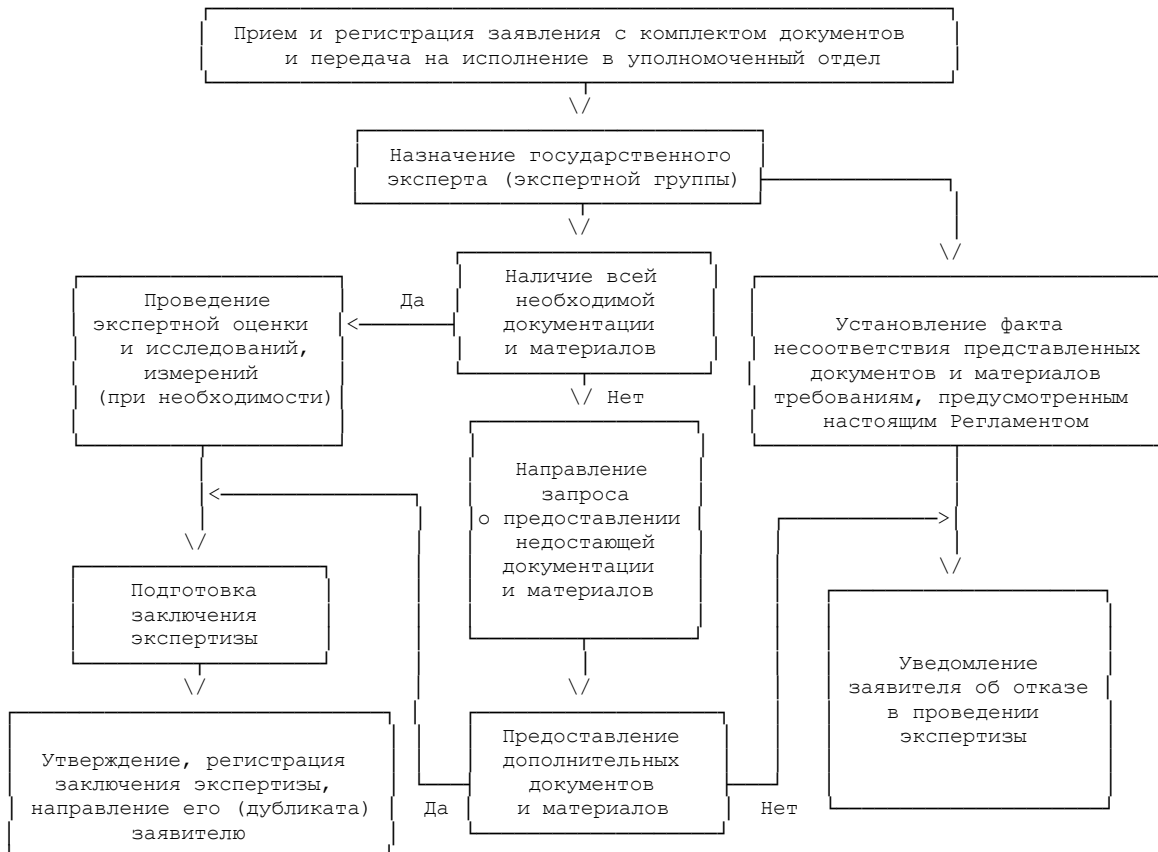 Прием и регистрация заявления с комплектом документов
и передача на исполнение в уполномоченный отдел
Назначение государственного
эксперта (экспертной группы)
Наличие всей
необходимой
документации
и материалов
Да
Проведение
экспертной оценки
и исследований,
измерений
(при необходимости)
Установление факта
несоответствия представленных
документов и материалов
требованиям, предусмотренным
настоящим Регламентом
Нет
Направление
запроса
о предоставлении
недостающей
документации
и материалов
Подготовка
заключения
экспертизы
Уведомление
заявителя об отказе
в проведении
экспертизы
Утверждение, регистрация
заключения экспертизы,
направление его (дубликата)
заявителю
Да
Предоставление
дополнительных
документов
и материалов
Нет